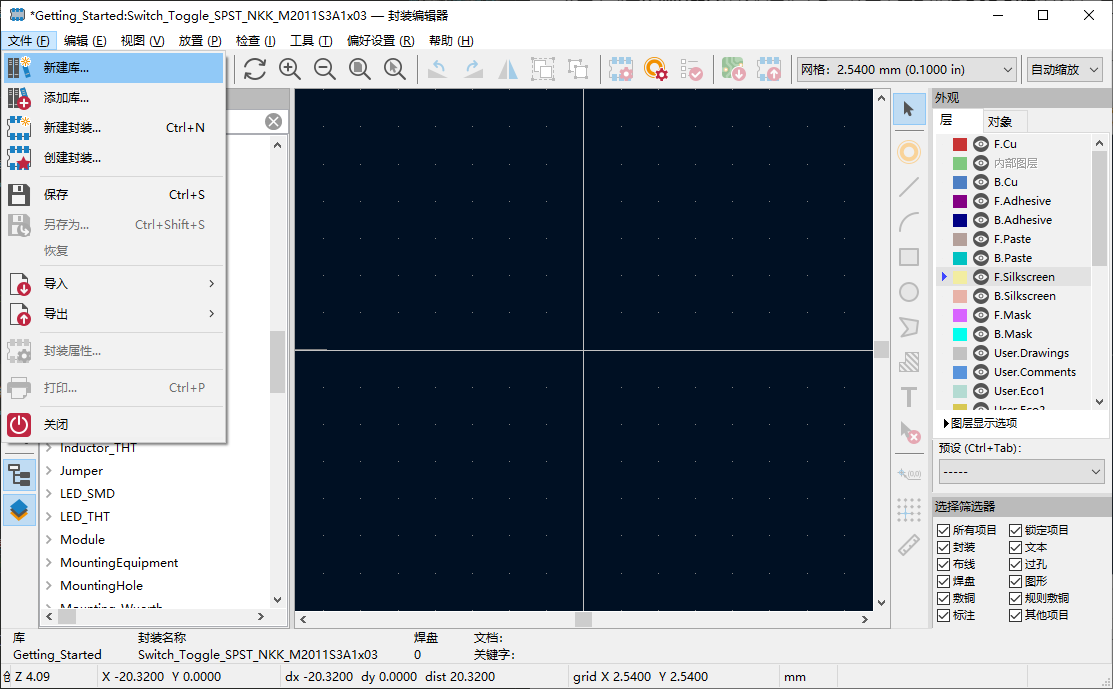 *Getting_Started:Switch_Toggle_SPST_NKK_M2011S3A1x03 — 封装编辑器
文件 (F) 编辑 (E) 视图 (V) 放置 (P) 检查 (I) 工具 (T) 偏好设置 (R) 帮助 (H)
网格: 2.5400 mm (0.1000 in)
自动缩放
新建库...
添加库...
新建封装... Ctrl+N
创建封装...
保存 Ctrl+S
另存为... Ctrl+Shift+S
恢复
导入
导出
封装属性...
打印... Ctrl+P
关闭
Inductor_THT
Jumper
LED_SMD
LED_THT
Module
MountingEquipment
MountingHole
Mounting_Wuerth
(0,0)
外观
层 对象
F.Cu
内部图层
B.Cu
F.Adhesive
B.Adhesive
F.Paste
B.Paste
F.Silkscreen
B.Silkscreen
F.Mask
B.Mask
User.Drawings
User.Comments
User.Eco1
User.Eco2
图层显示选项
预设 (Ctrl+Tab):
-----
选择筛选器
所有项目 锁定项目
封装 文本
布线 过孔
焊盘 图形
敷铜 规则敷铜
标注 其他项目
库 封装名称 焊盘 文档:
Getting_Started Switch_Toggle_SPST_NKK_M2011S3A1x03 0 关键字:
Z 4.09 X -20.3200 Y 0.0000 dx -20.3200 dy 0.0000 dist 20.3200 grid X 2.5400 Y 2.5400 mm